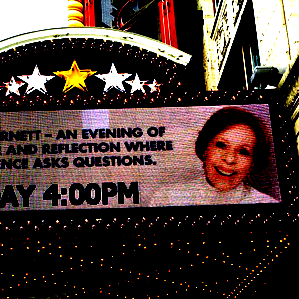 RNETT – AN EVENING OF
AND REFLECTION WHERE
ENCE ASKS QUESTIONS.
AY 4:00PM